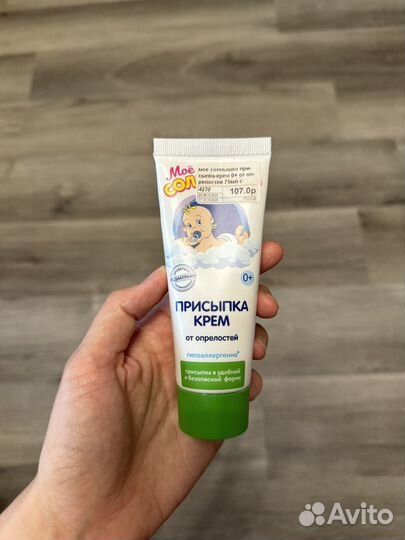 Моё
СОЛ
мое солнышко при-
сыпка-крем 0+ от оп-
релостей 75мл с
4210
107.0р
0+
ПРИСЫПКА
КРЕМ
от опрелостей
гипоаллергенно*
присыпка в удобной
и безопасной форме
Avito